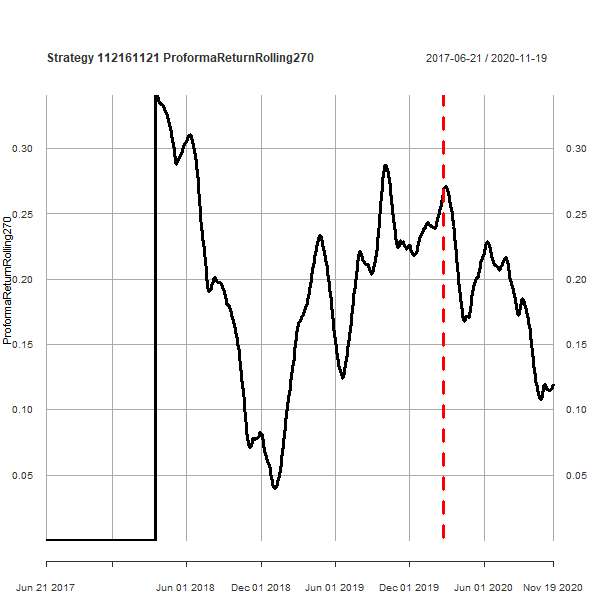 Strategy 112161121 ProformaReturnRolling270
2017-06-21 / 2020-11-19
ProformaReturnRolling270
0.30
0.25
0.20
0.15
0.10
0.05
0.30
0.25
0.20
0.15
0.10
0.05
Jun 21 2017
Jun 01 2018
Dec 01 2018
Jun 01 2019
Dec 01 2019
Jun 01 2020
Nov 19 2020